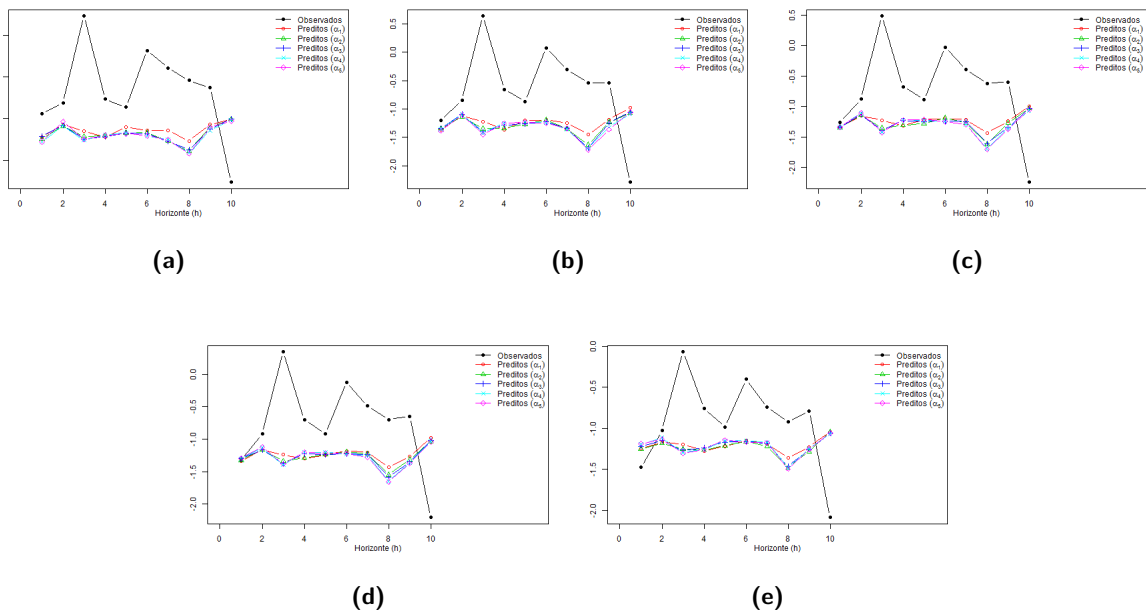 Observados
Preditos (α₁)
Preditos (α₂)
Preditos (α₃)
Preditos (α₄)
Preditos (α₅)
0 2 4 6 8 10
Horizonte (h)
(a)
0.5
0.0
-0.5
-1.0
-1.5
-2.0
Observados
Preditos (α₁)
Preditos (α₂)
Preditos (α₃)
Preditos (α₄)
Preditos (α₅)
0 2 4 6 8 10
Horizonte (h)
(b)
0.5
0.0
-0.5
-1.0
-1.5
-2.0
Observados
Preditos (α₁)
Preditos (α₂)
Preditos (α₃)
Preditos (α₄)
Preditos (α₅)
0 2 4 6 8 10
Horizonte (h)
(c)
0.0
-0.5
-1.0
-1.5
-2.0
Observados
Preditos (α₁)
Preditos (α₂)
Preditos (α₃)
Preditos (α₄)
Preditos (α₅)
0 2 4 6 8 10
Horizonte (h)
(d)
0.0
-0.5
-1.0
-1.5
-2.0
Observados
Preditos (α₁)
Preditos (α₂)
Preditos (α₃)
Preditos (α₄)
Preditos (α₅)
0 2 4 6 8 10
Horizonte (h)
(e)